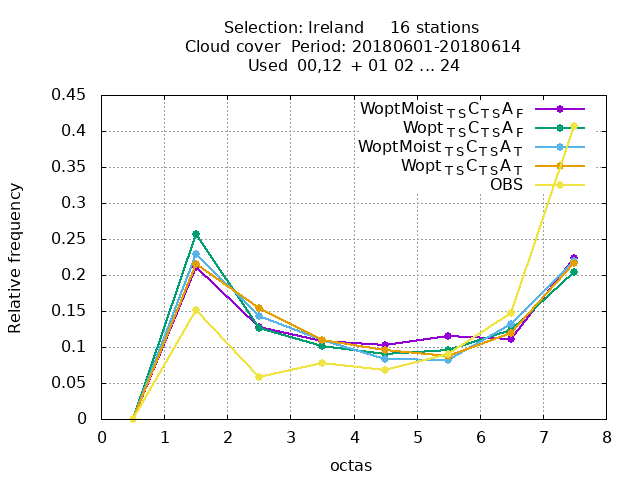 Selection: Ireland 16 stations
Cloud cover Period: 20180601-20180614
Used 00,12 + 01 02 ... 24
0.45
0.4
0.35
0.3
0.25
0.2
0.15
0.1
0.05
0
Relative frequency
WoptMoist TS C TS A F
Wopt TS C TS A F
WoptMoist TS C TS A T
Wopt TS C TS A T
OBS
0 1 2 3 4 5 6 7 8
octas